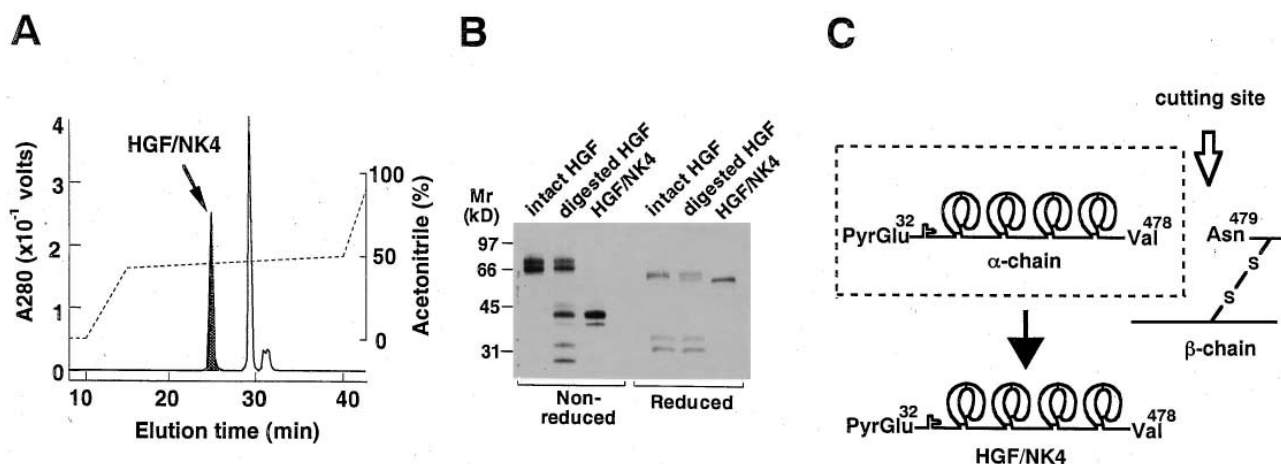 A
4
3
2
1
0
A280 (x10⁻¹ volts)
HGF/NK4
100
50
0
Acetonitrile (%)
10 20 30 40
Elution time (min)
B
intact HGF
digested HGF
HGF/NK4
intact HGF
digested HGF
HGF/NK4
Mr
(kD)
97
66
45
31
Non-
reduced
Reduced
C
cutting site
PyrGlu³² Val⁴⁷⁸
α-chain
Asn⁴⁷⁹
S
S
β-chain
PyrGlu³² Val⁴⁷⁸
HGF/NK4